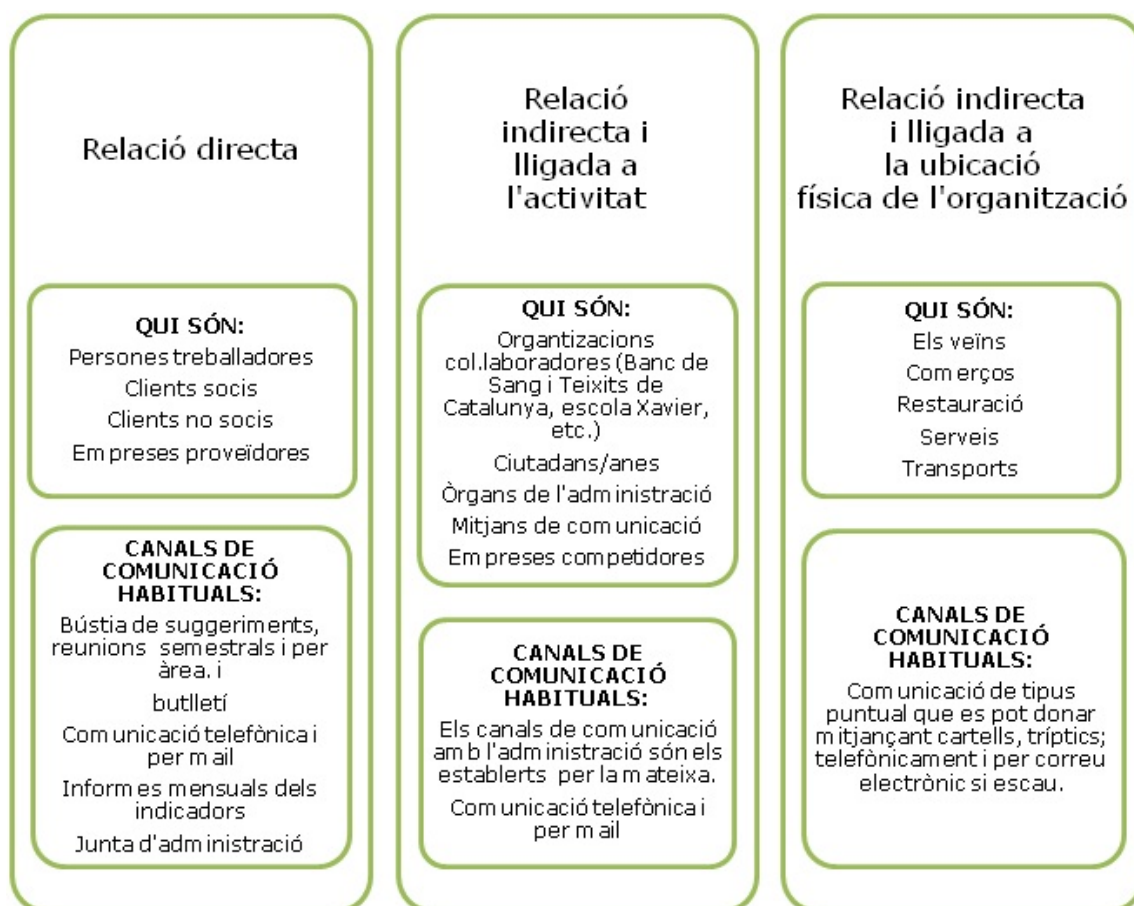 Relació directa
QUI SÓN:
Persones treballadores
Clients socis
Clients no socis
Empreses proveïdores
CANALS DE
COMUNICACIÓ
HABITUALS:
Bústia de suggeriments,
reunions semestrals i per
àrea. i
butlletí
Comunicació telefònica i
per mail
Informes mensuals dels
indicadors
Junta d'administració
Relació
indirecta i
lligada a
l'activitat
QUI SÓN:
Organtizacions
col.laboradores (Banc de
Sang i Teixits de
Catalunya, escola Xavier,
etc.)
Ciutadans/anes
Òrgans de l'administració
Mitjans de comunicació
Empreses competidores
CANALS DE
COMUNICACIÓ
HABITUALS:
Els canals de comunicació
amb l'administració són els
establerts per la mateixa.
Comunicació telefònica i
per mail
Relació indirecta
i lligada a
la ubicació
física de l'organització
QUI SÓN:
Els veïns
Comerços
Restauració
Serveis
Transports
CANALS DE
COMUNICACIÓ
HABITUALS:
Comunicació de tipus
puntual que es pot donar
mitjançant cartells, tríptics;
telefònicament i per correu
electrònic si escau.